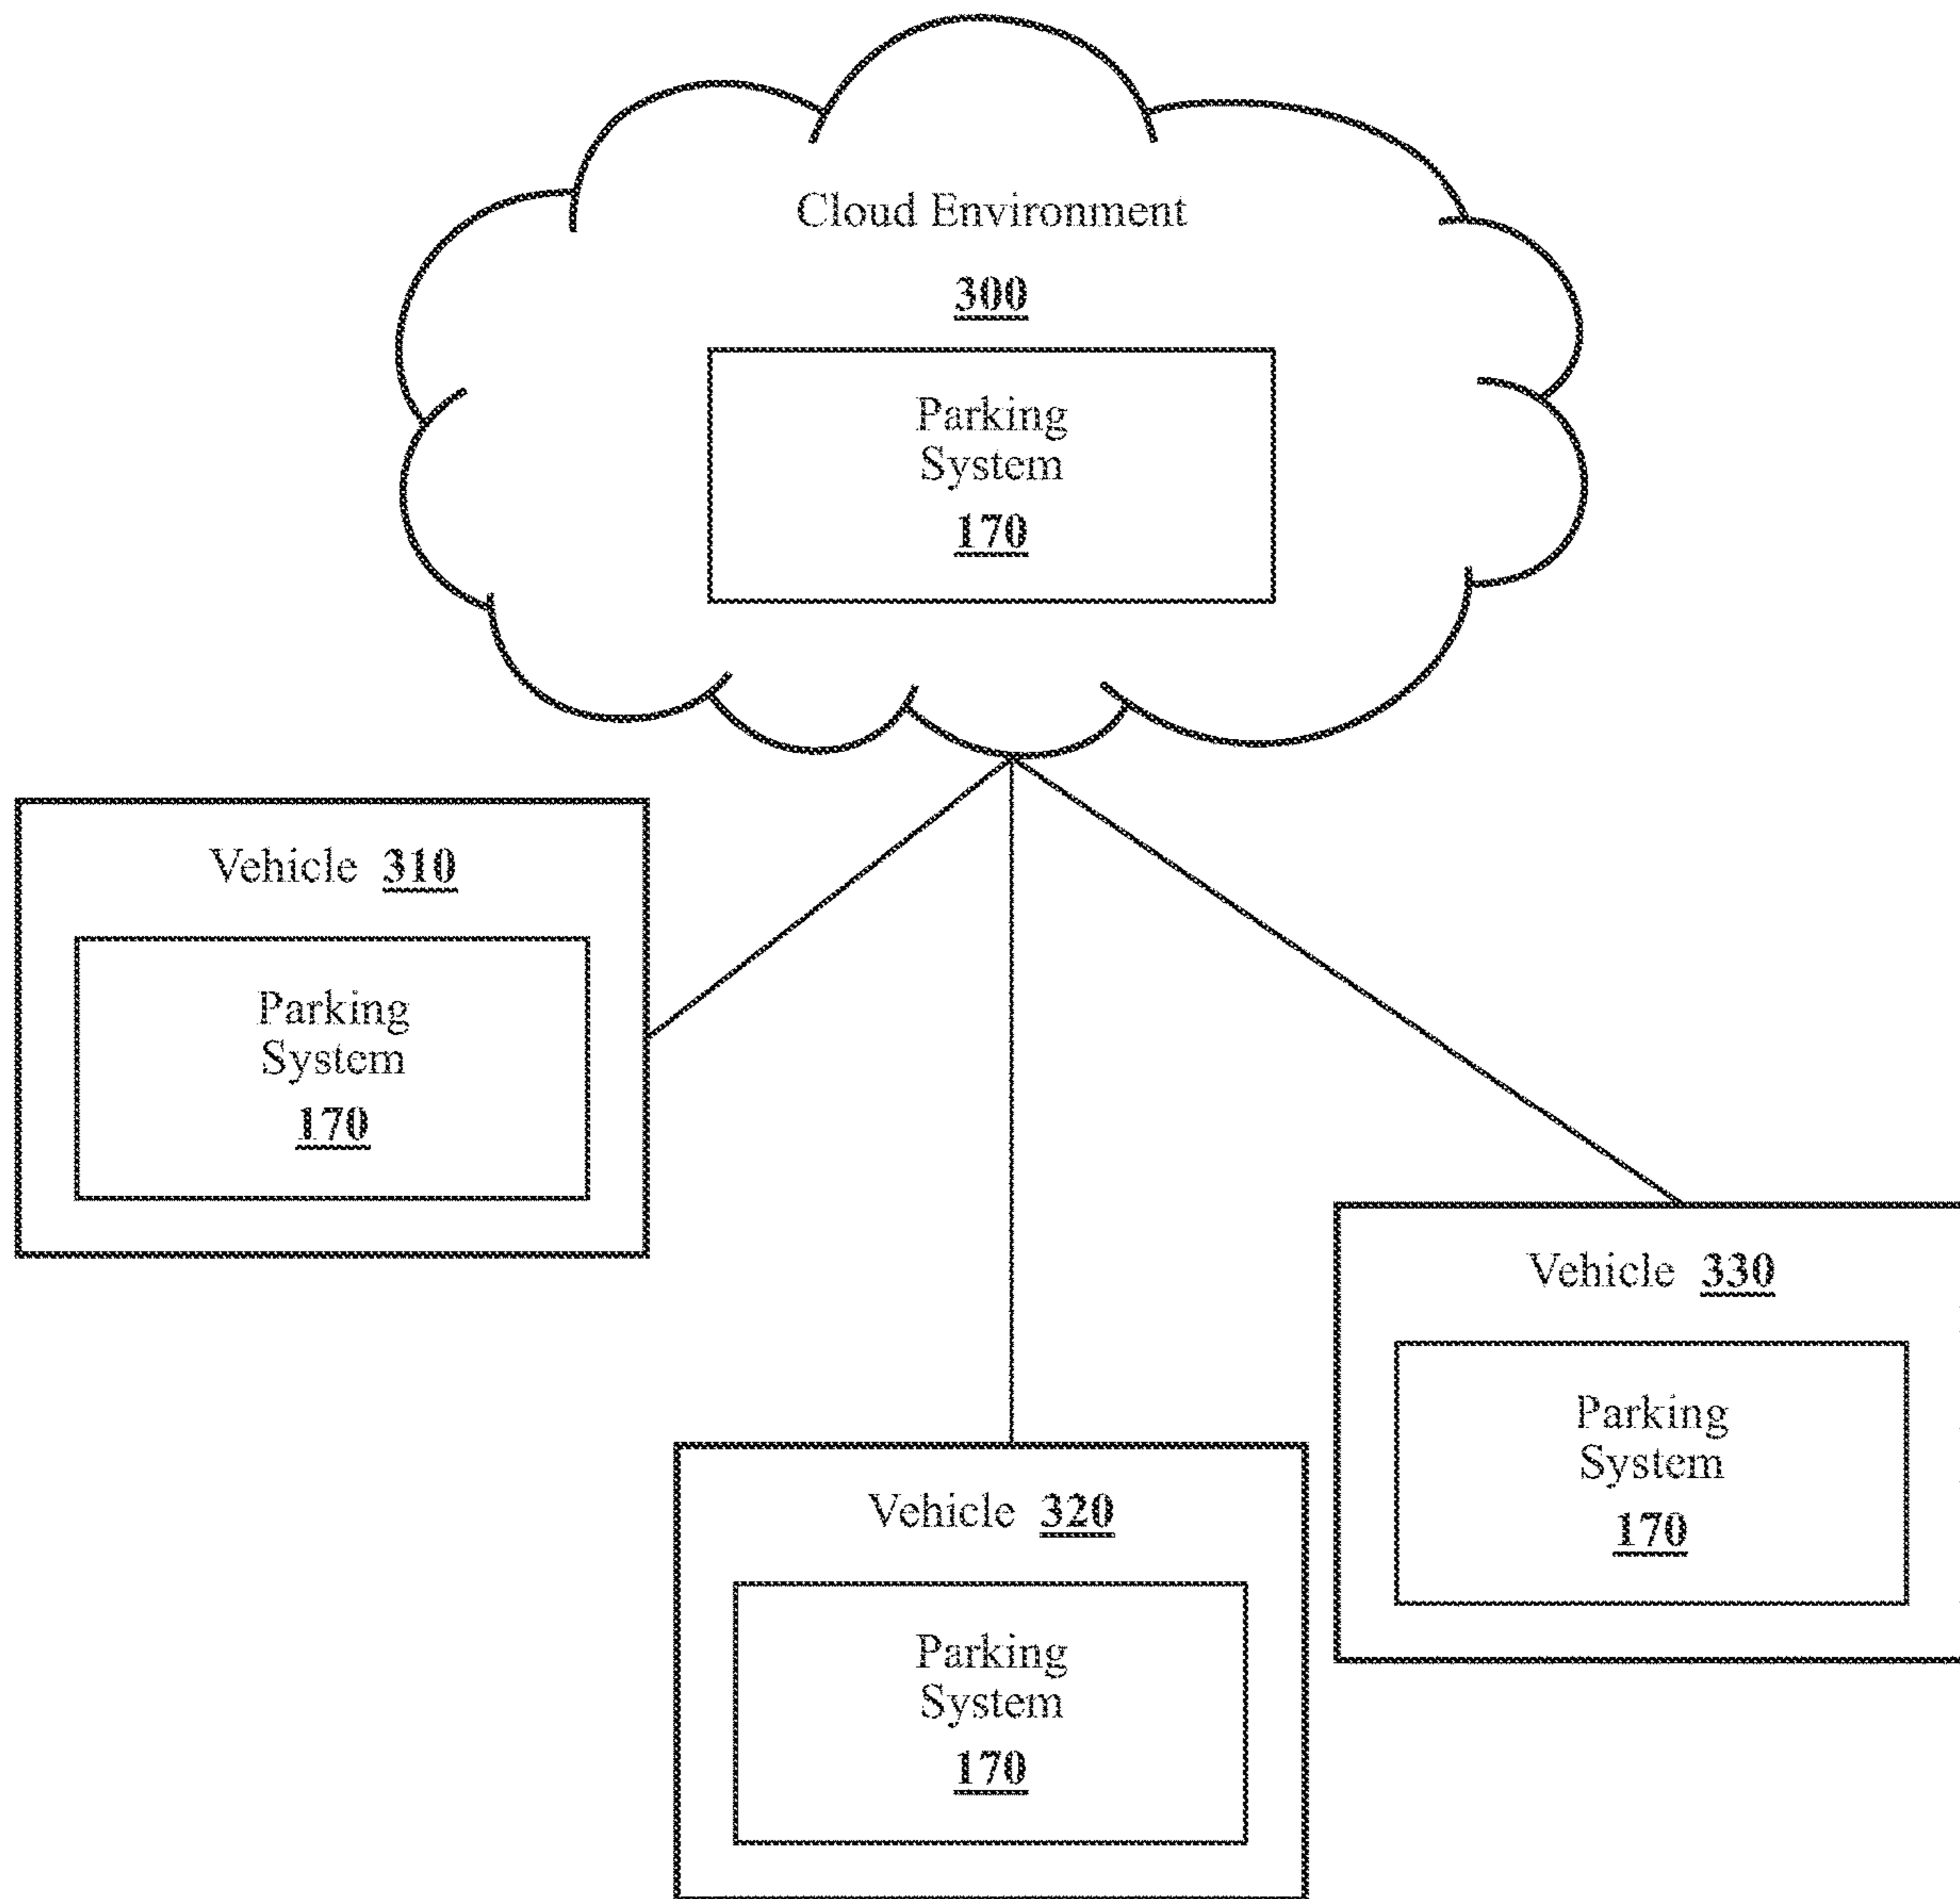 Cloud Environment
300
Parking
System
170
Vehicle 310
Parking
System
170
Vehicle 330
Parking
System
170
Vehicle 320
Parking
System
170